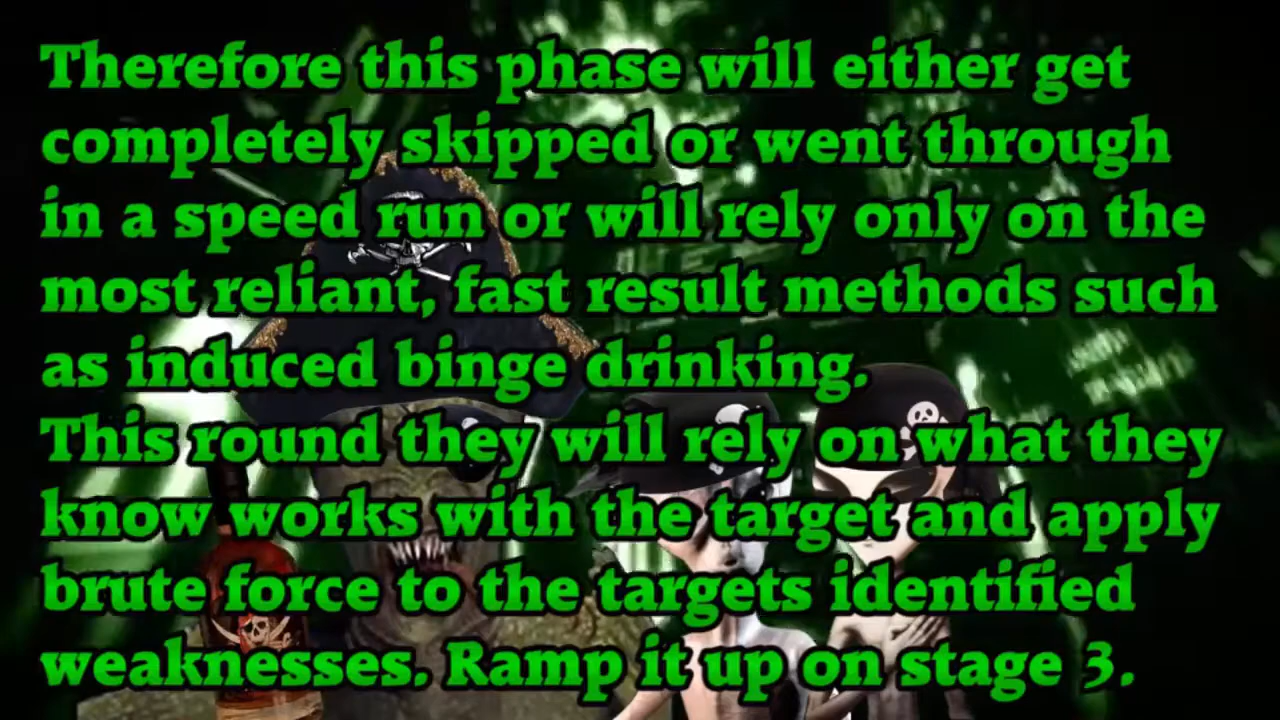 Therefore this phase will either get
completely skipped or went through
in a speed run or will rely only on the
most reliant, fast result methods such
as induced binge drinking.
This round they will rely on what they
know works with the target and apply
brute force to the targets identified
weaknesses. Ramp it up on stage 3.